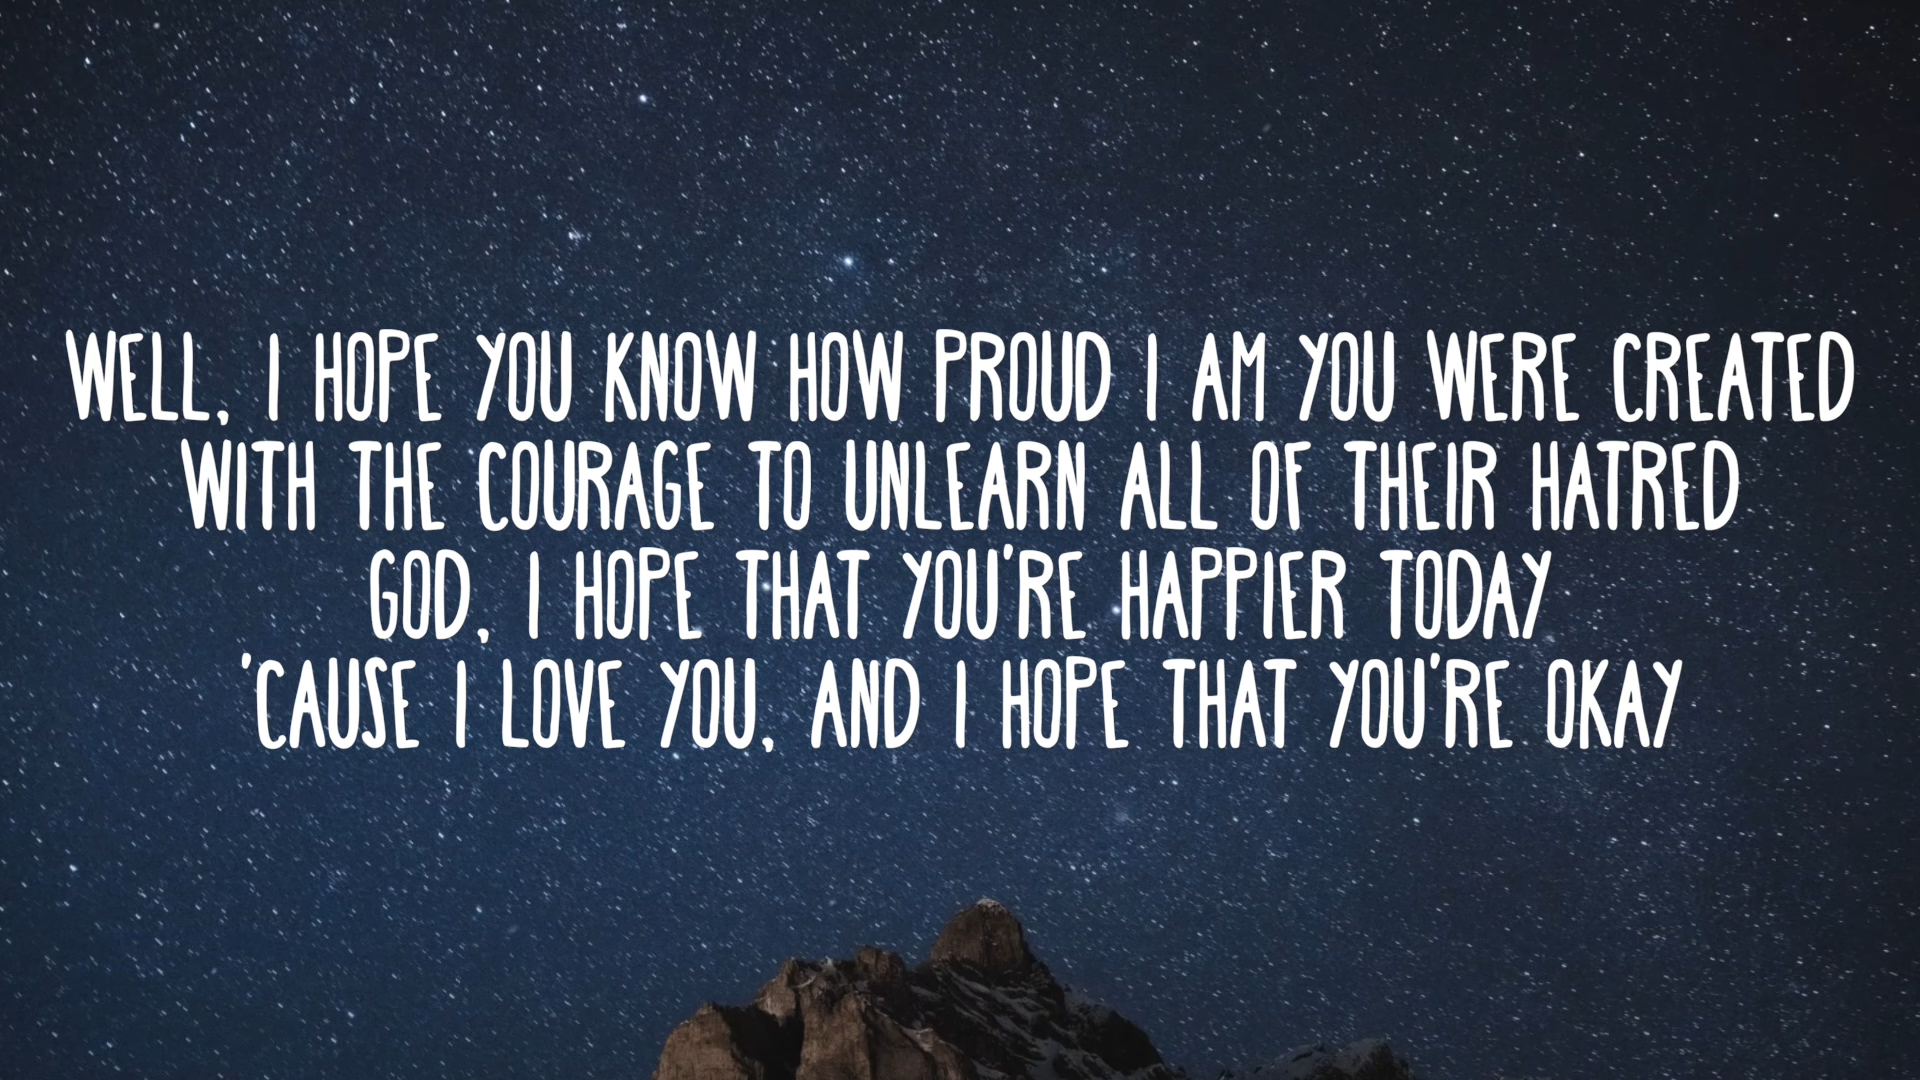 WELL, I HOPE YOU KNOW HOW PROUD I AM YOU WERE CREATED
WITH THE COURAGE TO UNLEARN ALL OF THEIR HATRED
GOD, I HOPE THAT YOU'RE HAPPIER TODAY
'CAUSE I LOVE YOU, AND I HOPE THAT YOU'RE OKAY